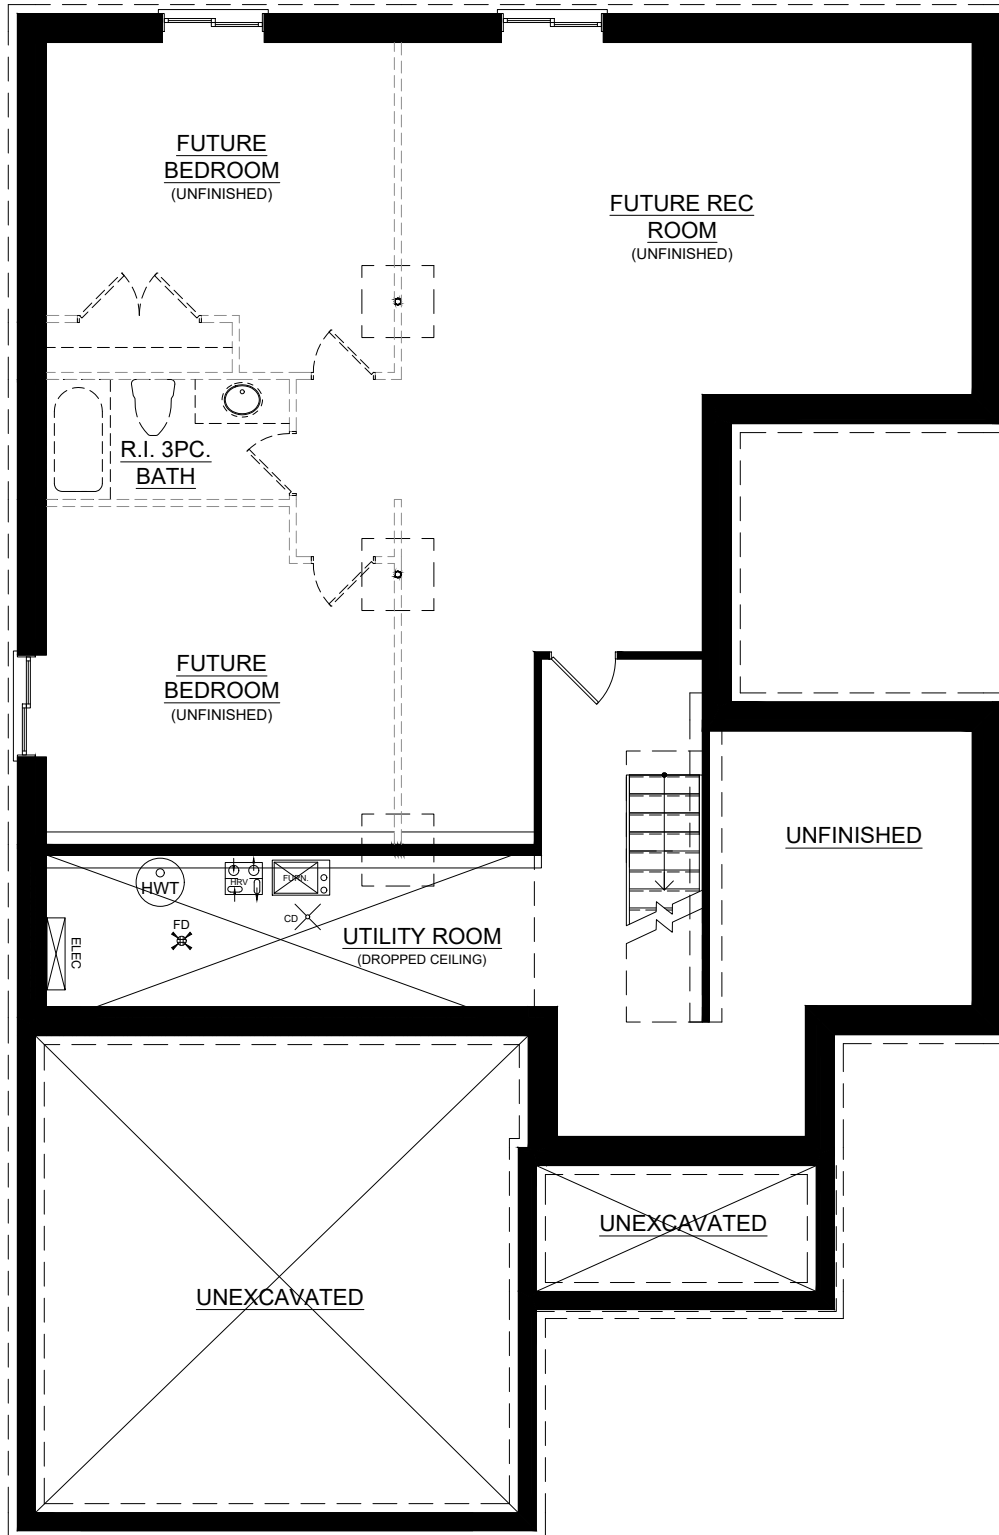 FUTURE
BEDROOM
(UNFINISHED)
FUTURE REC
ROOM
(UNFINISHED)
R.I. 3PC.
BATH
FUTURE
BEDROOM
(UNFINISHED)
UNFINISHED
HWT
HRV
FURN.
CD
FD
ELEC
UTILITY ROOM
(DROPPED CEILING)
UNEXCAVATED
UNEXCAVATED